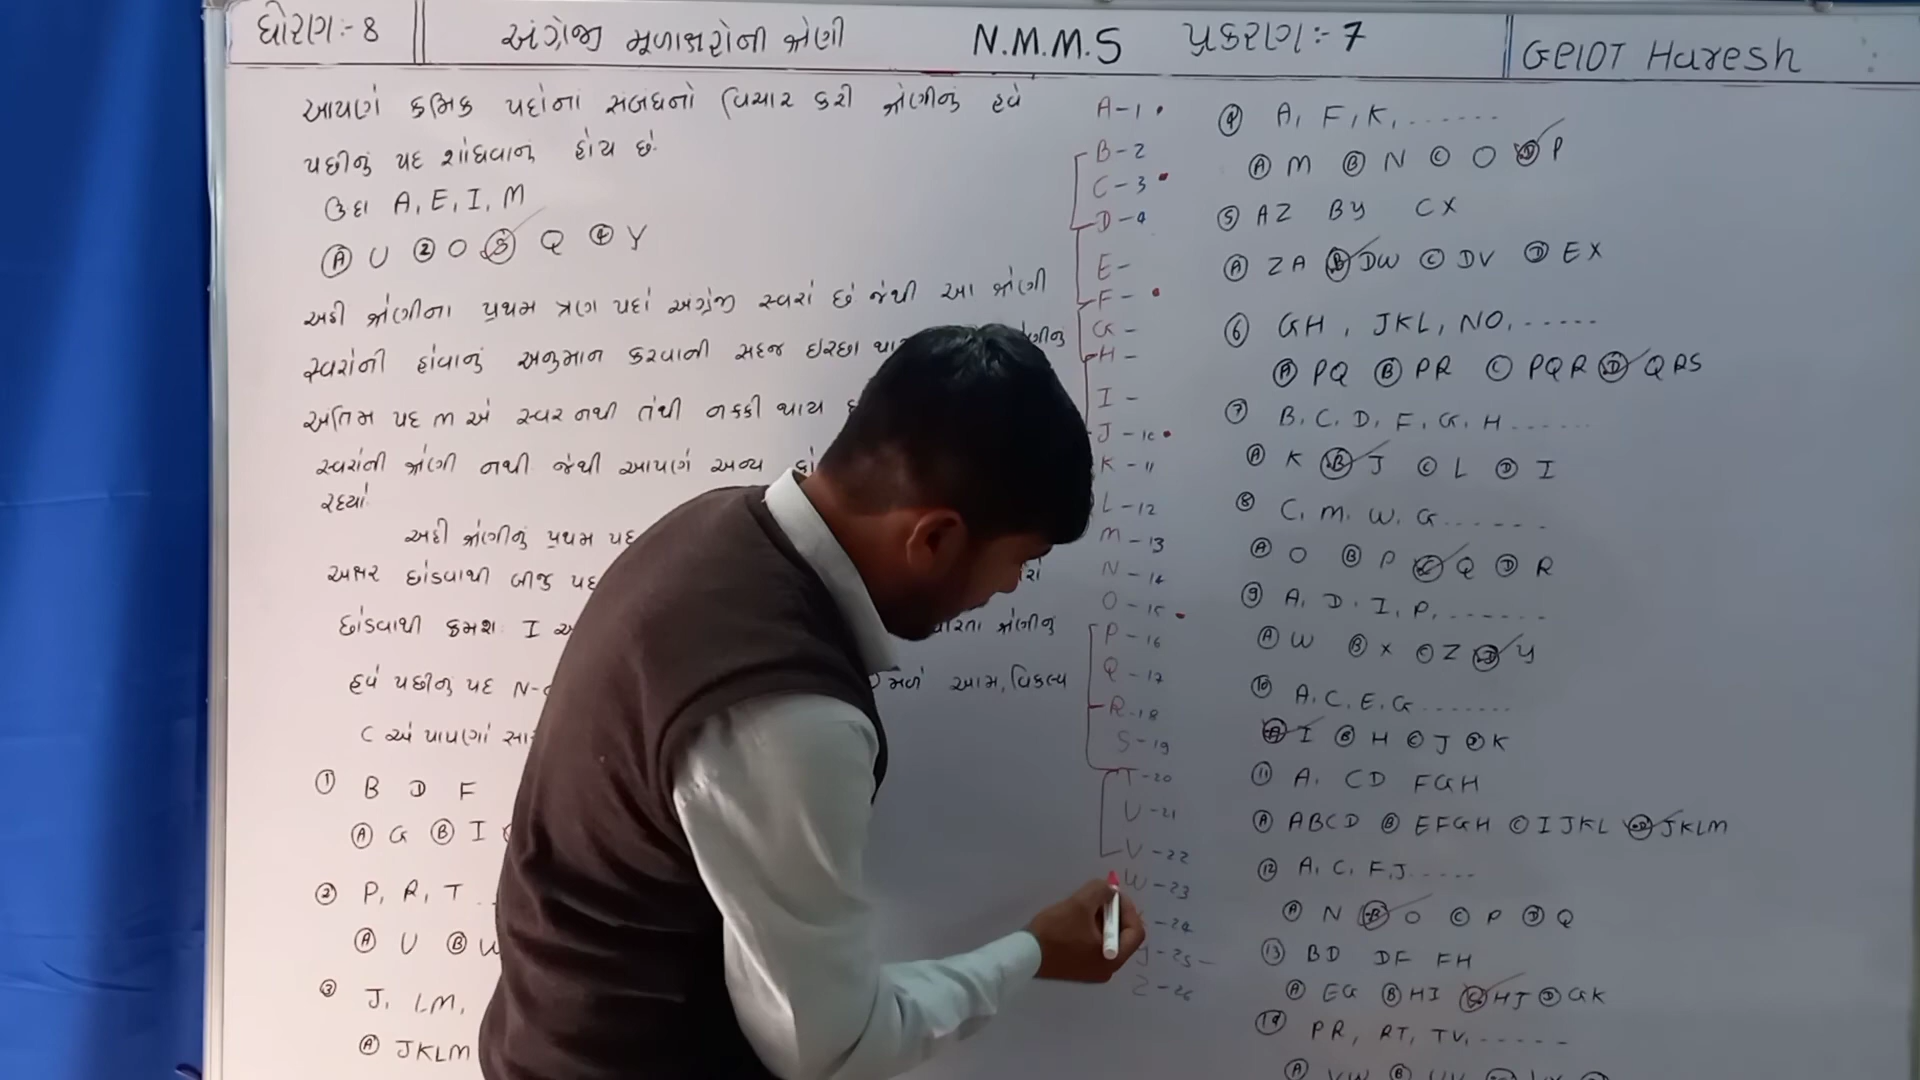 ધોરણ:- 8 અંગ્રેજી મૂળાક્ષરોની શ્રેણી N.M.M.S પ્રકરણ:- 7 GEIOT Haresh
આપણે ક્રમિક પદોના સંબંધનો વિચાર કરી શ્રેણીનું હવે
પછીનું પદ શોધવાનું હોય છે.
ઉદા A, E, I, M
Ⓐ U ② O ③ Q ④ Y
અહી શ્રેણીના પ્રથમ ત્રણ પદો અંગ્રેજી સ્વરો છે જેથી આ શ્રેણી
સ્વરોની હોવાનું અનુમાન કરવાની સહજ ઇચ્છા
અંતિમ પદ M એ સ્વર નથી તેથી નક્કી થાય
સ્વરોની શ્રેણી નથી જેથી આપણે અન્ય
રહ્યો.
અહી શ્રેણીનું પ્રથમ પદ
અક્ષર છોડવાથી બીજુ પદ
છોડવાથી ક્રમશ I શ્રેણીનું
હવે પછીનું પદ N- મળે આમ, વિકલ્પ
C એ
① B D F
Ⓐ G Ⓑ I
② P, R, T
Ⓐ U Ⓑ
③ J, LM,
Ⓐ JKLM
A-1
B-2
C-3
D-4
E-
F-
G-
H-
I-
J-10
K-11
L-12
M-13
N-14
O-15
P-16
Q-17
R-18
S-19
T-20
U-21
V-22
W-23
-24
y-25-
Z-26
④ A, F, K, .......
Ⓐ M Ⓑ N Ⓒ O Ⓓ P
⑤ AZ BY CX
Ⓐ ZA Ⓑ DW Ⓒ DV Ⓓ EX
⑥ GH, JKL, NO, .....
Ⓐ PQ Ⓑ PR Ⓒ PQR Ⓓ QRS
⑦ B, C, D, F, G, H ......
Ⓐ K Ⓑ J Ⓒ L Ⓓ I
⑧ C, M, W, G ......
Ⓐ O Ⓑ P Ⓒ Q Ⓓ R
⑨ A, D, I, P, .......
Ⓐ W Ⓑ X Ⓒ Z Ⓓ Y
⑩ A, C, E, G .......
Ⓐ I Ⓑ H Ⓒ J Ⓓ K
⑪ A, CD FGH
Ⓐ ABCD Ⓑ EFGH Ⓒ IJKL Ⓓ JKLM
⑫ A, C, F, J .....
Ⓐ N Ⓑ O Ⓒ P Ⓓ Q
⑬ BD DF FH
Ⓐ EG Ⓑ HI Ⓒ HJ Ⓓ GK
⑭ PR, RT, TV, .....